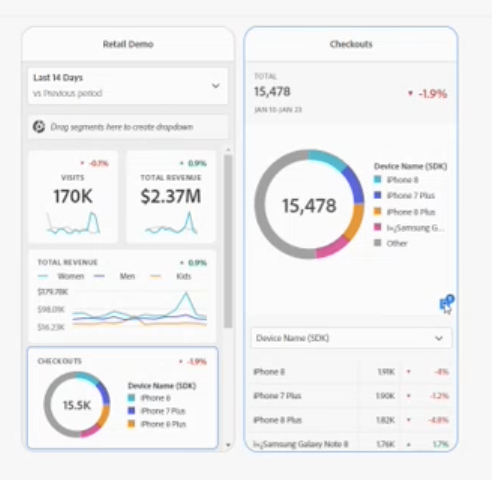 Retail Demo
Last 14 Days
vs Previous period
Drag segments here to create dropdown
▼ -0.1%
VISITS
170K
▲ 0.9%
TOTAL REVENUE
$2.37M
TOTAL REVENUE
▲ 0.9%
Women Men Kids
$179.78K
$98.01K
$16.23K
CHECKOUTS
-1.9%
15.5K
Device Name (SDK)
iPhone 8
iPhone 7 Plus
iPhone 8 Plus
Checkouts
TOTAL
15,478
▼ -1.9%
JAN 10-JAN 23
15,478
Device Name (SDK)
iPhone 8
iPhone 7 Plus
iPhone 8 Plus
Samsung G...
Other
Device Name (SDK)
iPhone 8 1.91K ▼ -4%
iPhone 7 Plus 1.90K ▼ -1.2%
iPhone 8 Plus 1.82K ▼ -4.8%
Samsung Galaxy Note 8 1.76K ▲ 1.7%